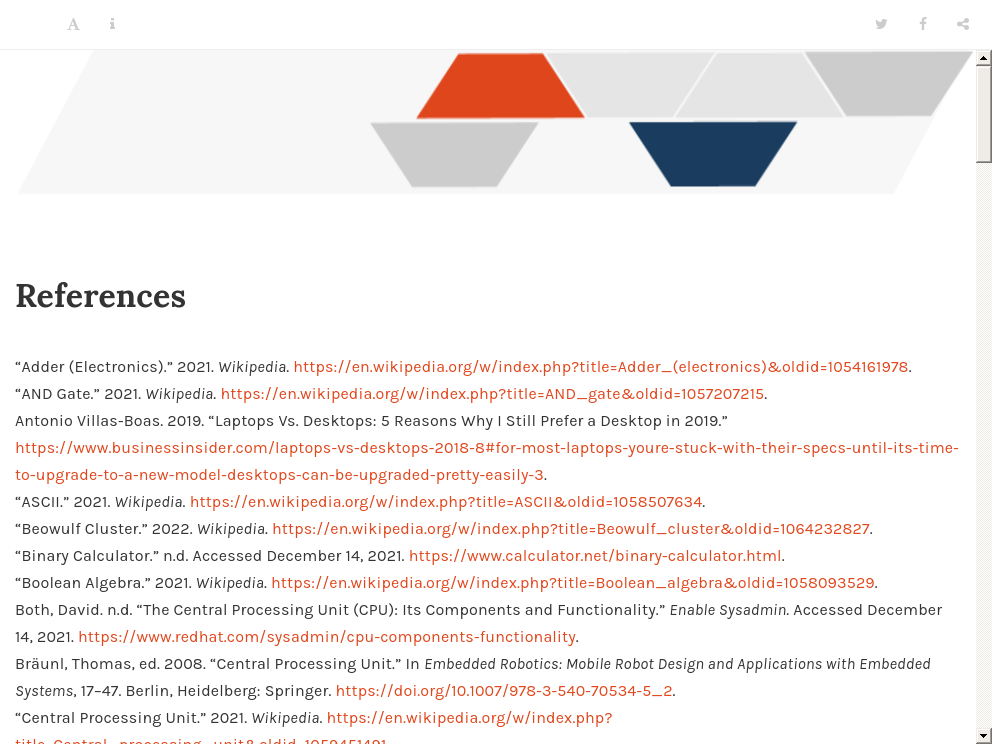 A i
References
“Adder (Electronics).” 2021. Wikipedia. https://en.wikipedia.org/w/index.php?title=Adder_(electronics)&oldid=1054161978.
“AND Gate.” 2021. Wikipedia. https://en.wikipedia.org/w/index.php?title=AND_gate&oldid=1057207215.
Antonio Villas-Boas. 2019. “Laptops Vs. Desktops: 5 Reasons Why I Still Prefer a Desktop in 2019.”
https://www.businessinsider.com/laptops-vs-desktops-2018-8#for-most-laptops-youre-stuck-with-their-specs-until-its-time-
to-upgrade-to-a-new-model-desktops-can-be-upgraded-pretty-easily-3.
“ASCII.” 2021. Wikipedia. https://en.wikipedia.org/w/index.php?title=ASCII&oldid=1058507634.
“Beowulf Cluster.” 2022. Wikipedia. https://en.wikipedia.org/w/index.php?title=Beowulf_cluster&oldid=1064232827.
“Binary Calculator.” n.d. Accessed December 14, 2021. https://www.calculator.net/binary-calculator.html.
“Boolean Algebra.” 2021. Wikipedia. https://en.wikipedia.org/w/index.php?title=Boolean_algebra&oldid=1058093529.
Both, David. n.d. “The Central Processing Unit (CPU): Its Components and Functionality.” Enable Sysadmin. Accessed December
14, 2021. https://www.redhat.com/sysadmin/cpu-components-functionality.
Bräunl, Thomas, ed. 2008. “Central Processing Unit.” In Embedded Robotics: Mobile Robot Design and Applications with Embedded
Systems, 17–47. Berlin, Heidelberg: Springer. https://doi.org/10.1007/978-3-540-70534-5_2.
“Central Processing Unit.” 2021. Wikipedia. https://en.wikipedia.org/w/index.php?